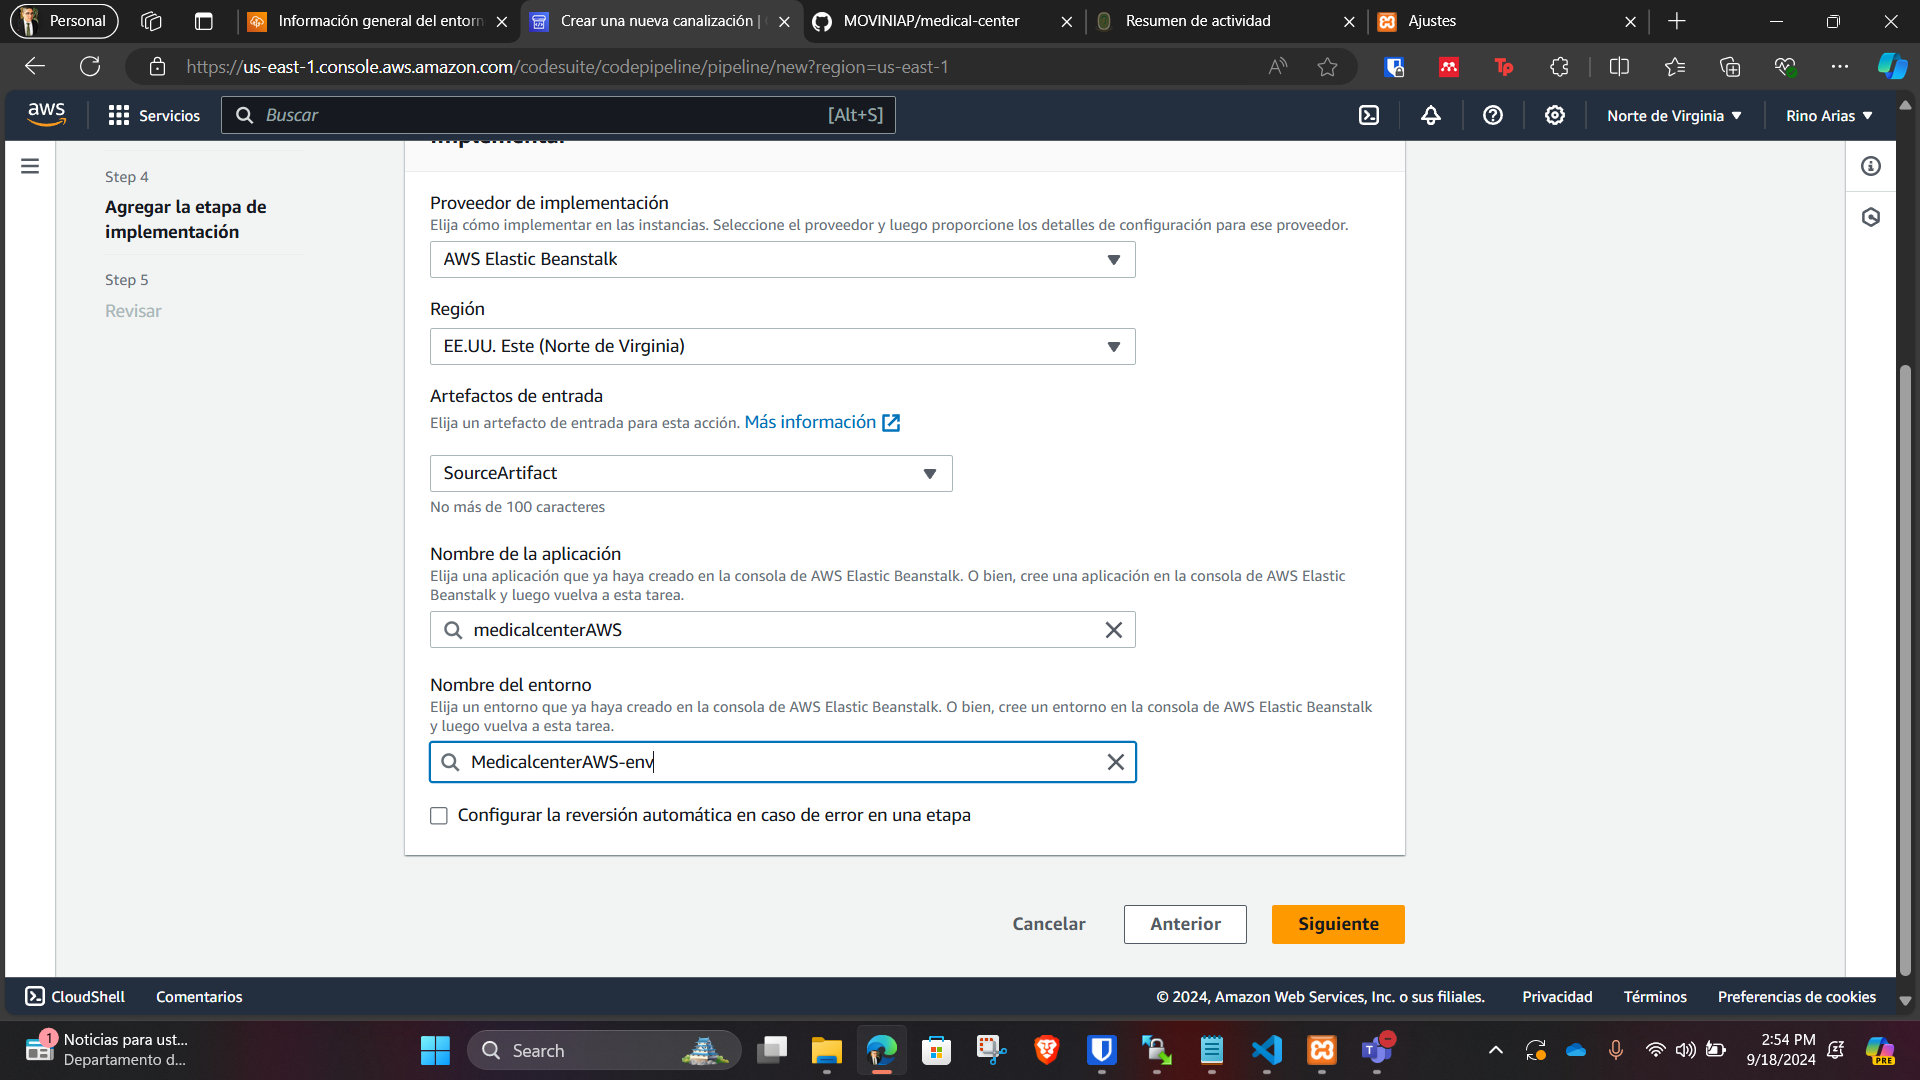 Personal
Información general del entorn
Crear una nueva canalización |
MOVINIAP/medical-center
Resumen de actividad
Ajustes
https://us-east-1.console.aws.amazon.com/codesuite/codepipeline/pipeline/new?region=us-east-1
aws
Servicios
Buscar
[Alt+S]
Norte de Virginia
Rino Arias
Implementar
Step 4
Agregar la etapa de
implementación
Step 5
Revisar
Proveedor de implementación
Elija cómo implementar en las instancias. Seleccione el proveedor y luego proporcione los detalles de configuración para ese proveedor.
AWS Elastic Beanstalk
Región
EE.UU. Este (Norte de Virginia)
Artefactos de entrada
Elija un artefacto de entrada para esta acción. Más información
SourceArtifact
No más de 100 caracteres
Nombre de la aplicación
Elija una aplicación que ya haya creado en la consola de AWS Elastic Beanstalk. O bien, cree una aplicación en la consola de AWS Elastic
Beanstalk y luego vuelva a esta tarea.
medicalcenterAWS
Nombre del entorno
Elija un entorno que ya haya creado en la consola de AWS Elastic Beanstalk. O bien, cree un entorno en la consola de AWS Elastic Beanstalk
y luego vuelva a esta tarea.
MedicalcenterAWS-env
Configurar la reversión automática en caso de error en una etapa
Cancelar
Anterior
Siguiente
CloudShell
Comentarios
© 2024, Amazon Web Services, Inc. o sus filiales.
Privacidad
Términos
Preferencias de cookies
1
Noticias para ust...
Departamento d...
Search
2:54 PM
9/18/2024
PRE